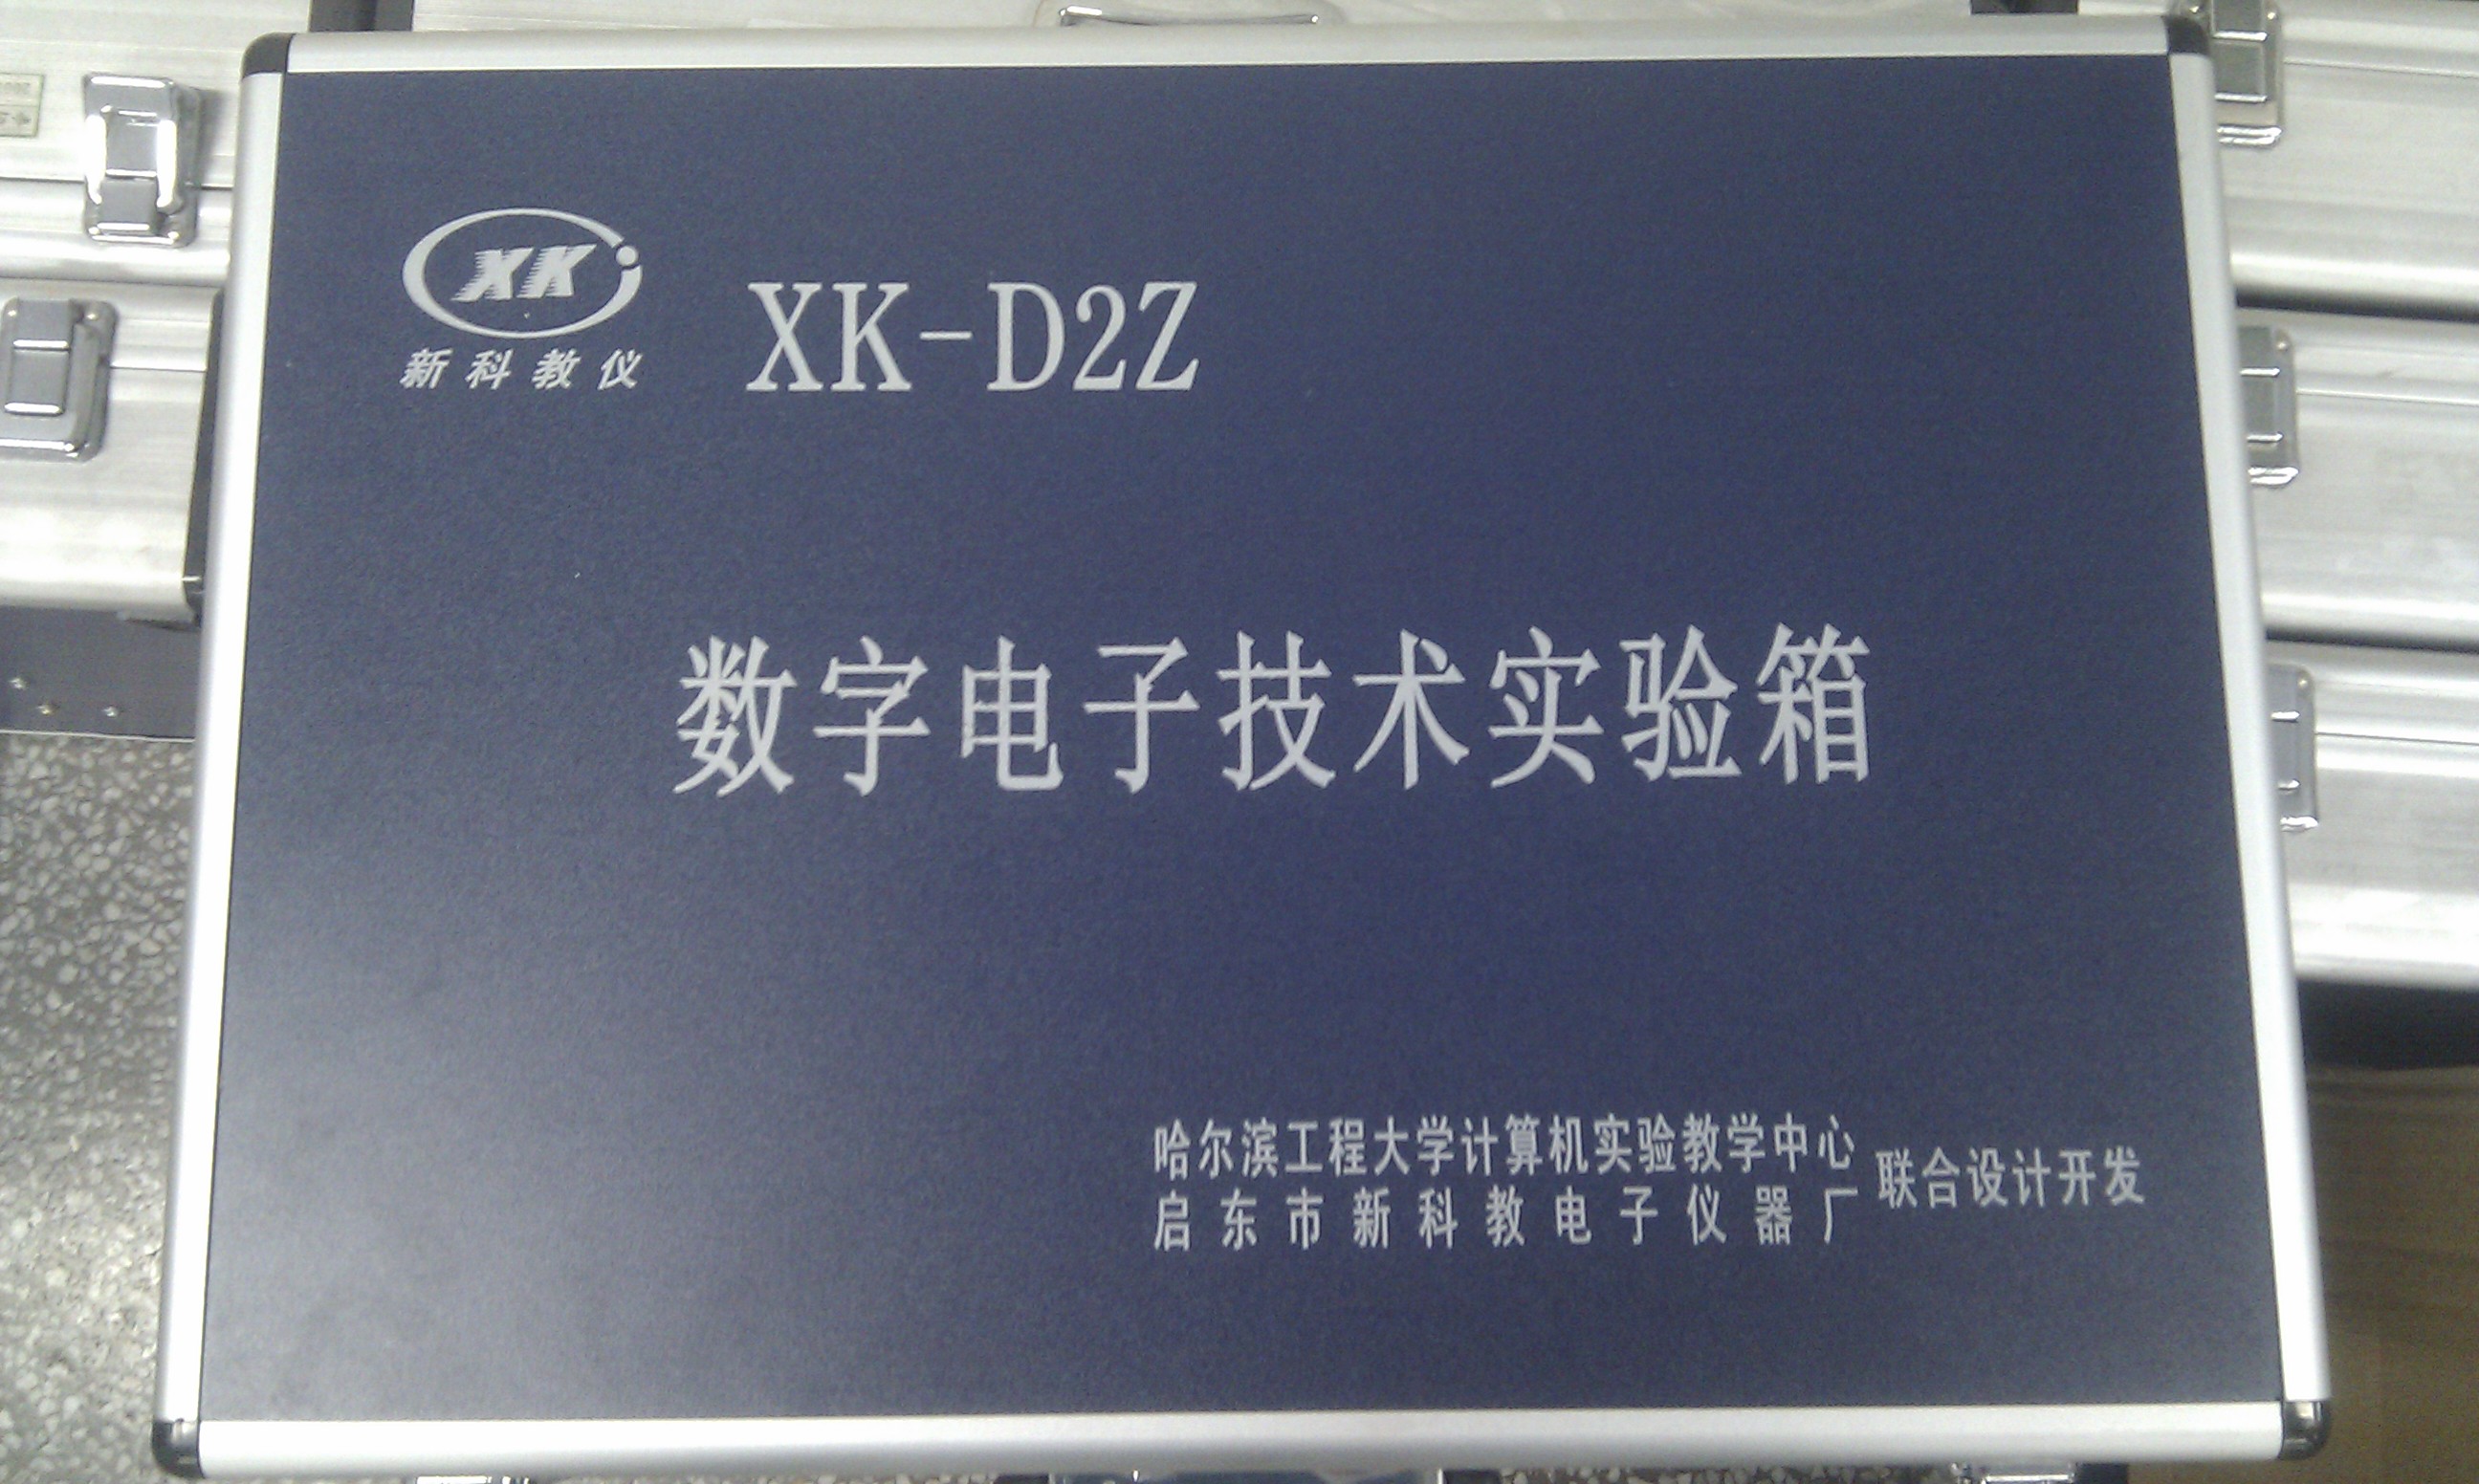 XK
新科教仪
XK-D2Z
数字电子技术实验箱
哈尔滨工程大学计算机实验教学中心
启东市新科教电子仪器厂
联合设计开发